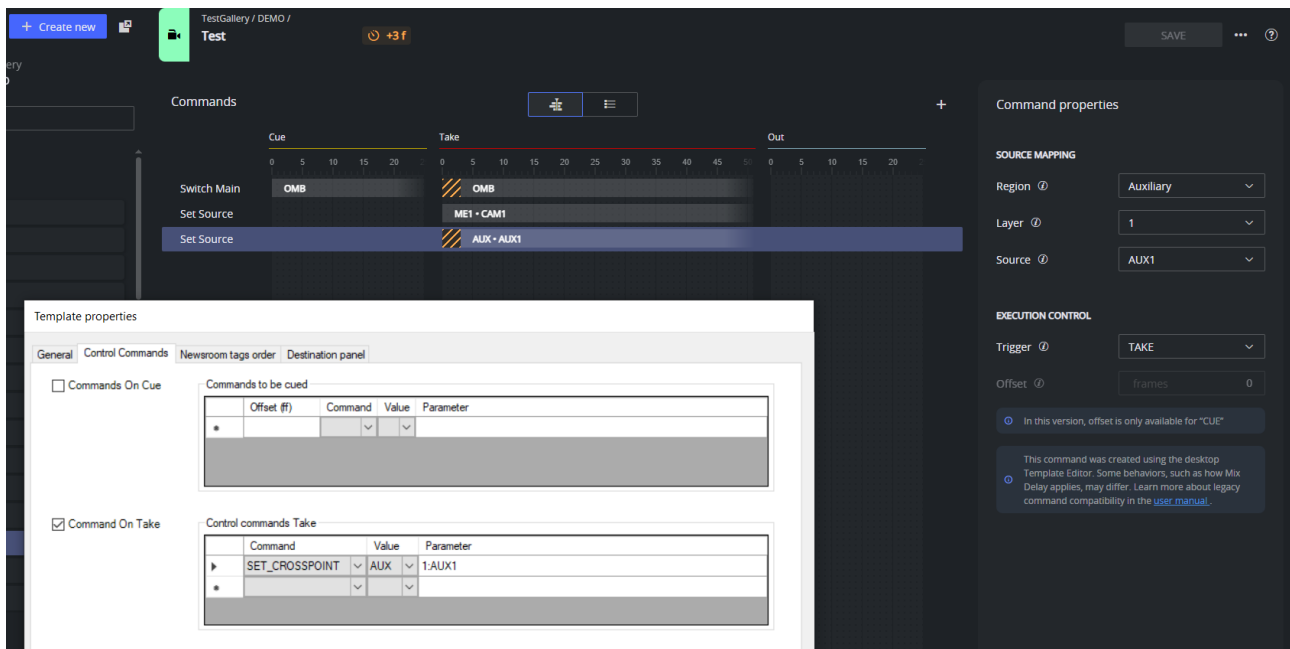 + Create new
TestGallery / DEMO /
Test
+3 f
SAVE
ery
Commands
+
Command properties
Cue
Take
Out
0 5 10 15 20
0 5 10 15 20 25 30 35 40 45 50
0 5 10 15 20
SOURCE MAPPING
Switch Main
OMB
OMB
Region
Auxiliary
Set Source
ME1 • CAM1
Layer
1
Set Source
AUX • AUX1
Source
AUX1
Template properties
EXECUTION CONTROL
General
Control Commands
Newsroom tags order
Destination panel
Trigger
TAKE
Commands On Cue
Commands to be cued
Offset
frames
0
Offset (ff)
Command
Value
Parameter
In this version, offset is only available for "CUE"
This command was created using the desktop
Template Editor. Some behaviors, such as how Mix
Delay applies, may differ. Learn more about legacy
command compatibility in the user manual .
Command On Take
Control commands Take
Command
Value
Parameter
SET_CROSSPOINT
AUX
1:AUX1